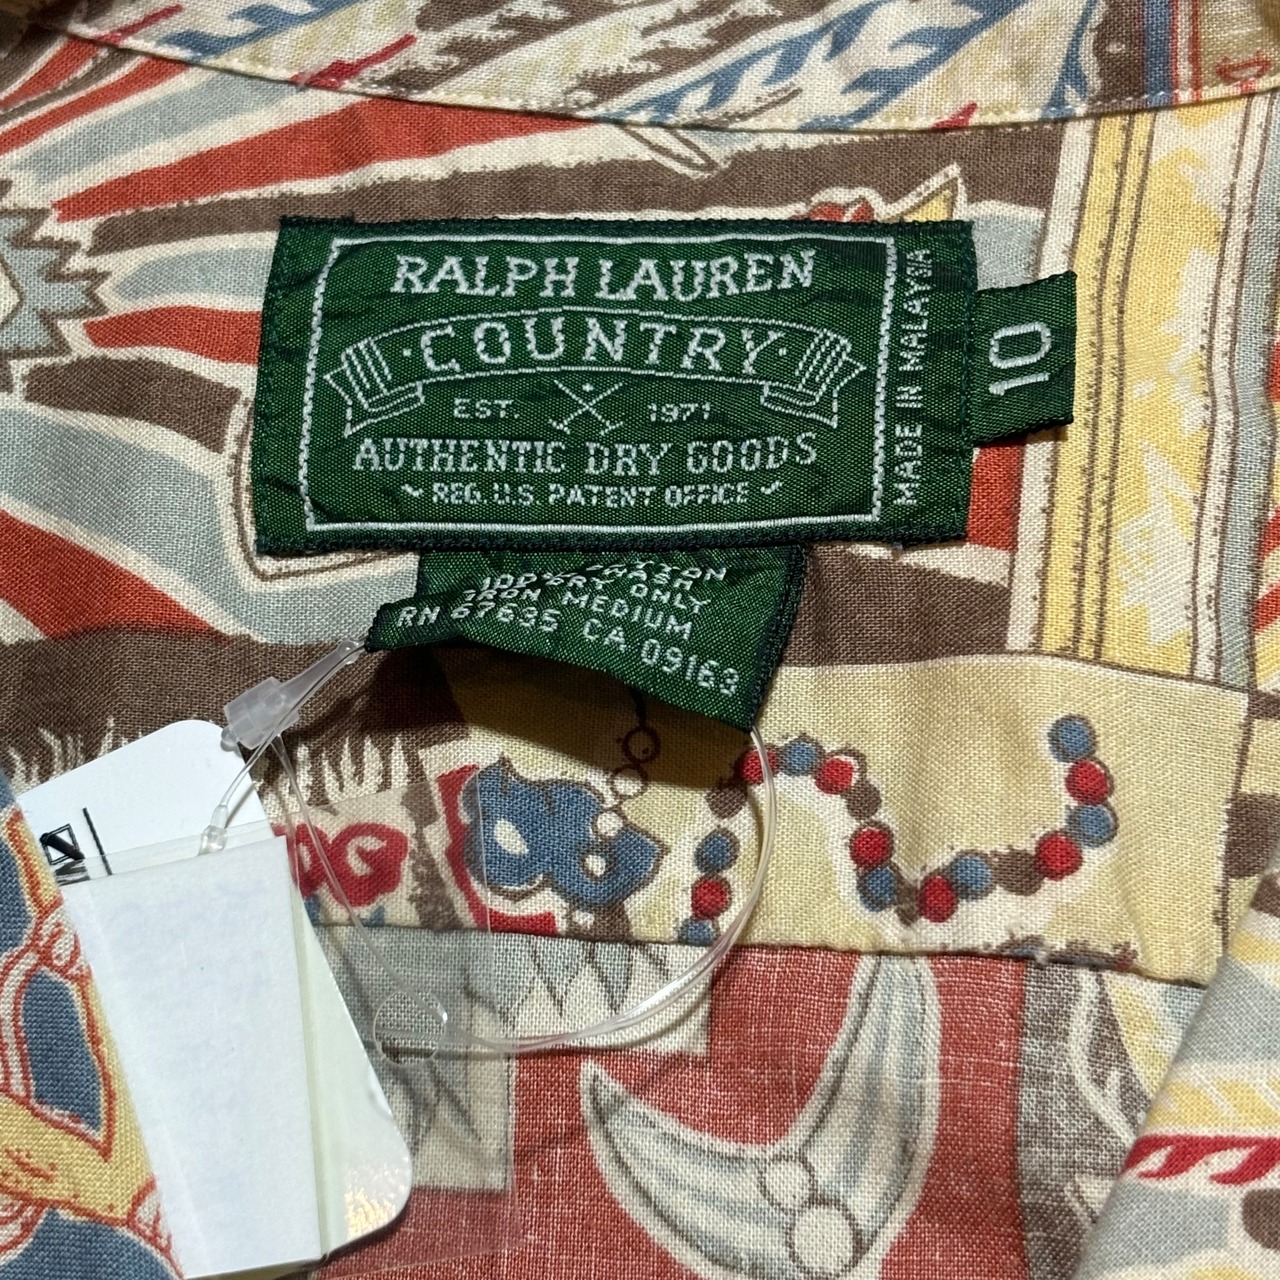 RALPH LAUREN
·COUNTRY·
EST. 1971
AUTHENTIC DRY GOODS
REG. U.S. PATENT OFFICE
MADE IN MALAYSIA
10
100% COTTON
DRY WASH ONLY
IRON MEDIUM
RN 67635 CA 09163